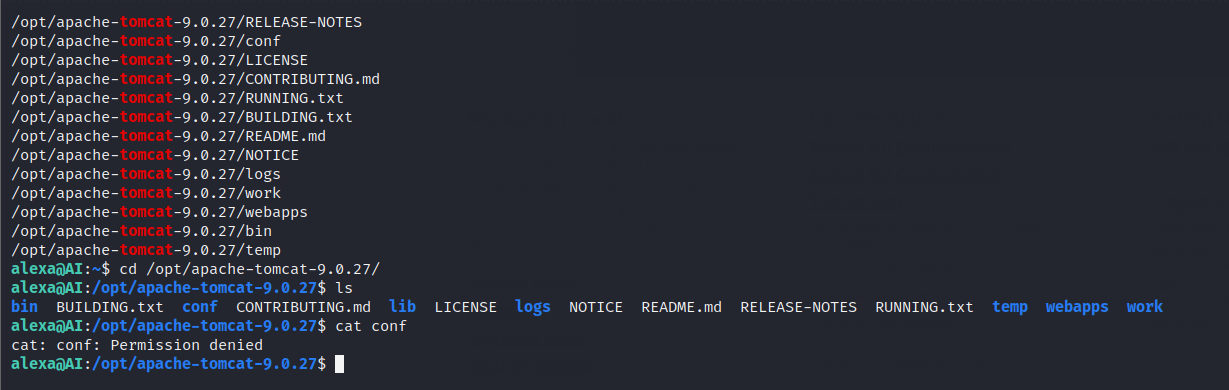 /opt/apache-tomcat-9.0.27/RELEASE-NOTES
/opt/apache-tomcat-9.0.27/conf
/opt/apache-tomcat-9.0.27/LICENSE
/opt/apache-tomcat-9.0.27/CONTRIBUTING.md
/opt/apache-tomcat-9.0.27/RUNNING.txt
/opt/apache-tomcat-9.0.27/BUILDING.txt
/opt/apache-tomcat-9.0.27/README.md
/opt/apache-tomcat-9.0.27/NOTICE
/opt/apache-tomcat-9.0.27/logs
/opt/apache-tomcat-9.0.27/work
/opt/apache-tomcat-9.0.27/webapps
/opt/apache-tomcat-9.0.27/bin
/opt/apache-tomcat-9.0.27/temp
alexa@AI:~$ cd /opt/apache-tomcat-9.0.27/
alexa@AI:/opt/apache-tomcat-9.0.27$ ls
bin  BUILDING.txt  conf  CONTRIBUTING.md  lib  LICENSE  logs  NOTICE  README.md  RELEASE-NOTES  RUNNING.txt  temp  webapps  work
alexa@AI:/opt/apache-tomcat-9.0.27$ cat conf
cat: conf: Permission denied
alexa@AI:/opt/apache-tomcat-9.0.27$